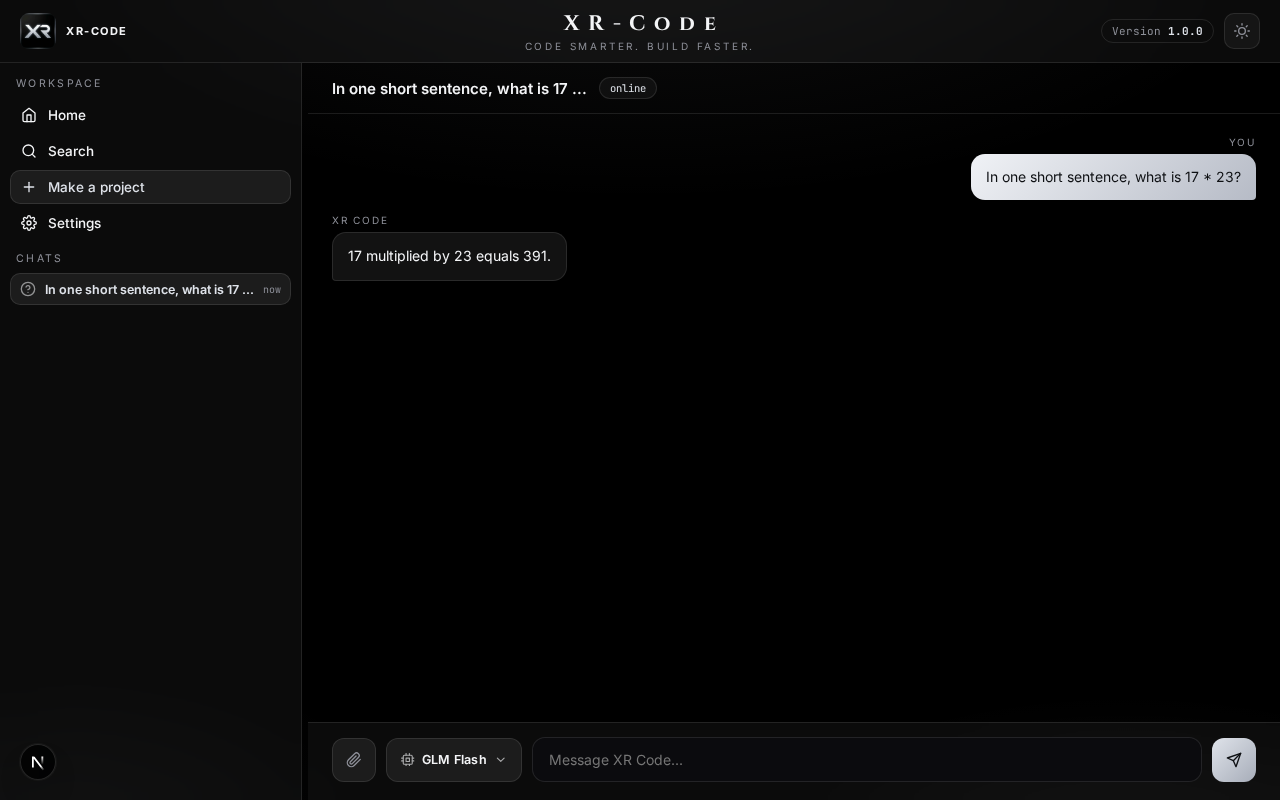 XR
XR-CODE
XR-CODE
CODE SMARTER. BUILD FASTER.
Version 1.0.0
WORKSPACE
Home
Search
Make a project
Settings
CHATS
In one short sentence, what is 17 ...
now
In one short sentence, what is 17 ...
online
YOU
In one short sentence, what is 17 * 23?
XR CODE
17 multiplied by 23 equals 391.
N
GLM Flash
Message XR Code...